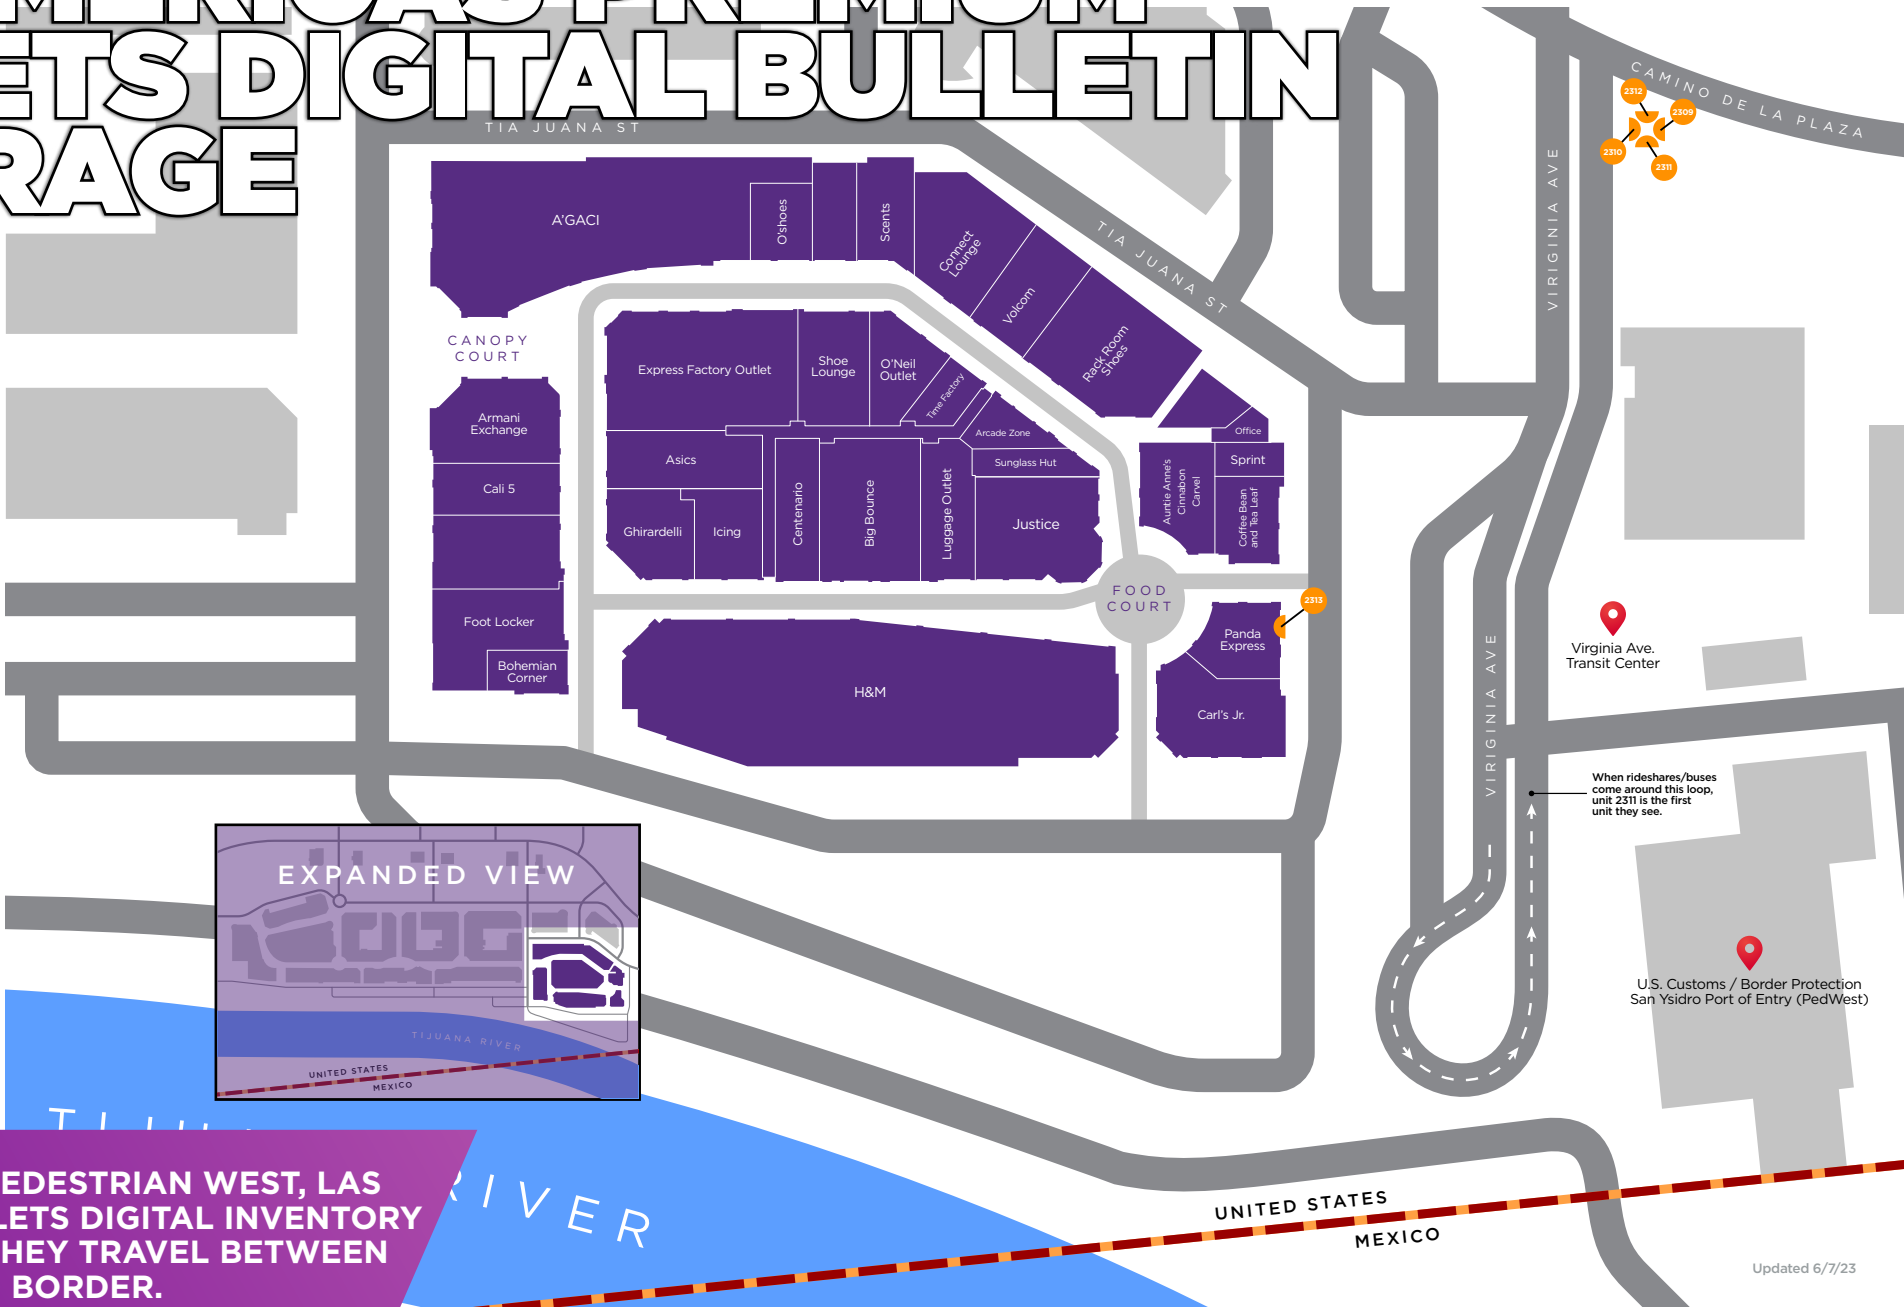 ETS DIGITAL BULLETIN
RAGE
TIA JUANA ST
CAMINO DE LA PLAZA
2312
2309
2310
2311
VIRIGINIA AVE
TIA JUANA ST
A'GACI
O'shoes
Scents
Connect
Lounge
Volcom
Rack Room
Shoes
CANOPY
COURT
Express Factory Outlet
Shoe
Lounge
O'Neil
Outlet
Time Factory
Armani
Exchange
Arcade Zone
Office
Asics
Sunglass Hut
Sprint
Cali 5
Centenario
Big Bounce
Luggage Outlet
Auntie Anne's
Cinnabon
Carvel
Coffee Bean
and Tea Leaf
Ghirardelli
Icing
Justice
FOOD
COURT
2313
Foot Locker
Panda
Express
Bohemian
Corner
H&M
Carl's Jr.
Virginia Ave.
Transit Center
VIRIGINIA AVE
When rideshares/buses
come around this loop,
unit 2311 is the first
unit they see.
EXPANDED VIEW
TIJUANA RIVER
UNITED STATES
MEXICO
U.S. Customs / Border Protection
San Ysidro Port of Entry (PedWest)
RIVER
EDESTRIAN WEST, LAS
LETS DIGITAL INVENTORY
HEY TRAVEL BETWEEN
BORDER.
UNITED STATES
MEXICO
Updated 6/7/23